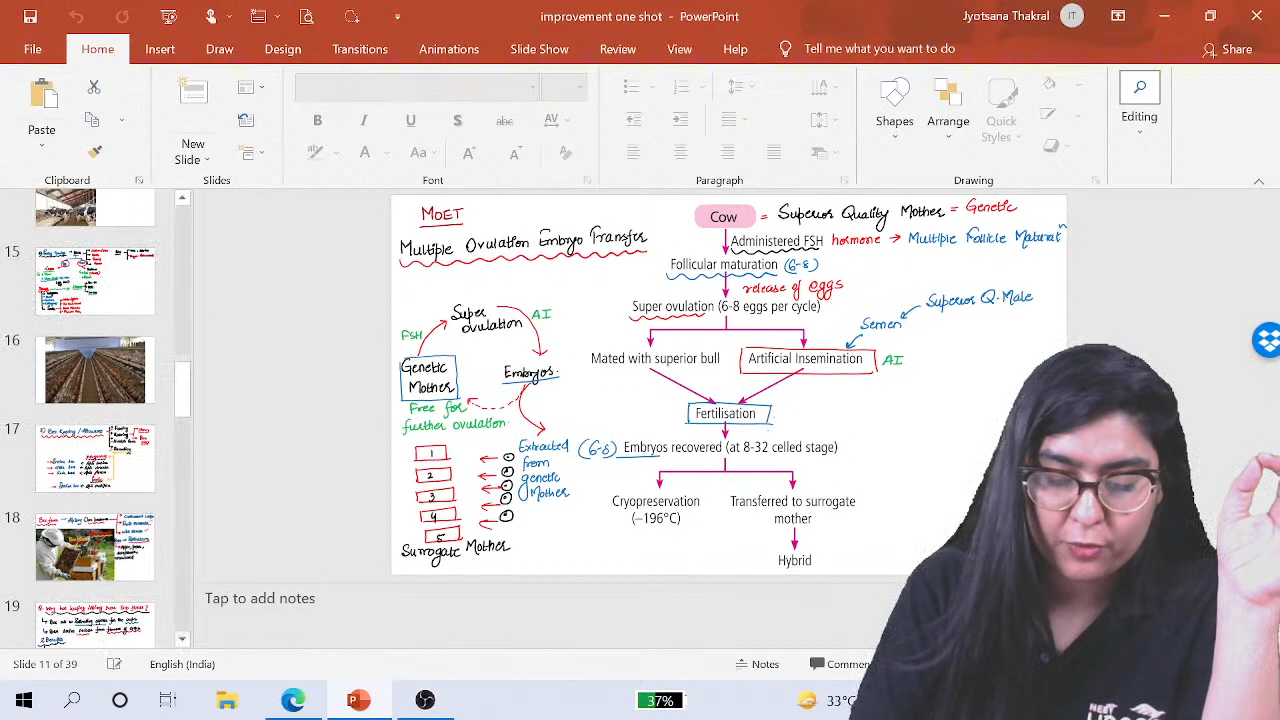 improvement one shot - PowerPoint
Jyotsana Thakral
JT
File
Home
Insert
Draw
Design
Transitions
Animations
Slide Show
Review
View
Help
Tell me what you want to do
Share
Paste
New
Slide
B I U S abc AV
Aa A A
Shapes
Arrange
Quick
Styles
Editing
Clipboard
Slides
Font
Paragraph
Drawing
15
16
17
18
19
MOET
Multiple Ovulation Embryo Transfer
Cow = Superior Quality Mother = Genetic
Administered FSH hormone → Multiple Follicle Maturatn
Follicular maturation (6-8)
release of eggs
Super ovulation (6-8 eggs per cycle)
Superior Q. Male
Semen
Mated with superior bull
Artificial Insemination AI
Fertilisation
(6-8) Embryos recovered (at 8-32 celled stage)
Cryopreservation
(–196°C)
Transferred to surrogate
mother
Hybrid
Super
ovulation
AI
FSH
Genetic
Mother
Embryos.
Free for
further ovulation.
Extracted
from
genetic
Mother
1
2
3
4
5
Surrogate Mother
Tap to add notes
Slide 11 of 39
English (India)
Notes
37%
33°C
NEET